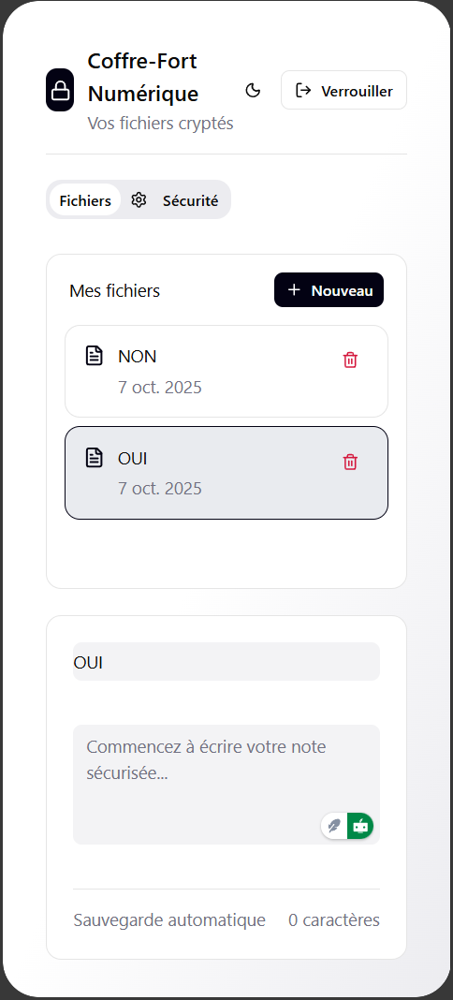 Coffre-Fort
Numérique
Vos fichiers cryptés
Verrouiller
Fichiers
Sécurité
Mes fichiers
Nouveau
NON
7 oct. 2025
OUI
7 oct. 2025
OUI
Commencez à écrire votre note
sécurisée...
Sauvegarde automatique
0 caractères